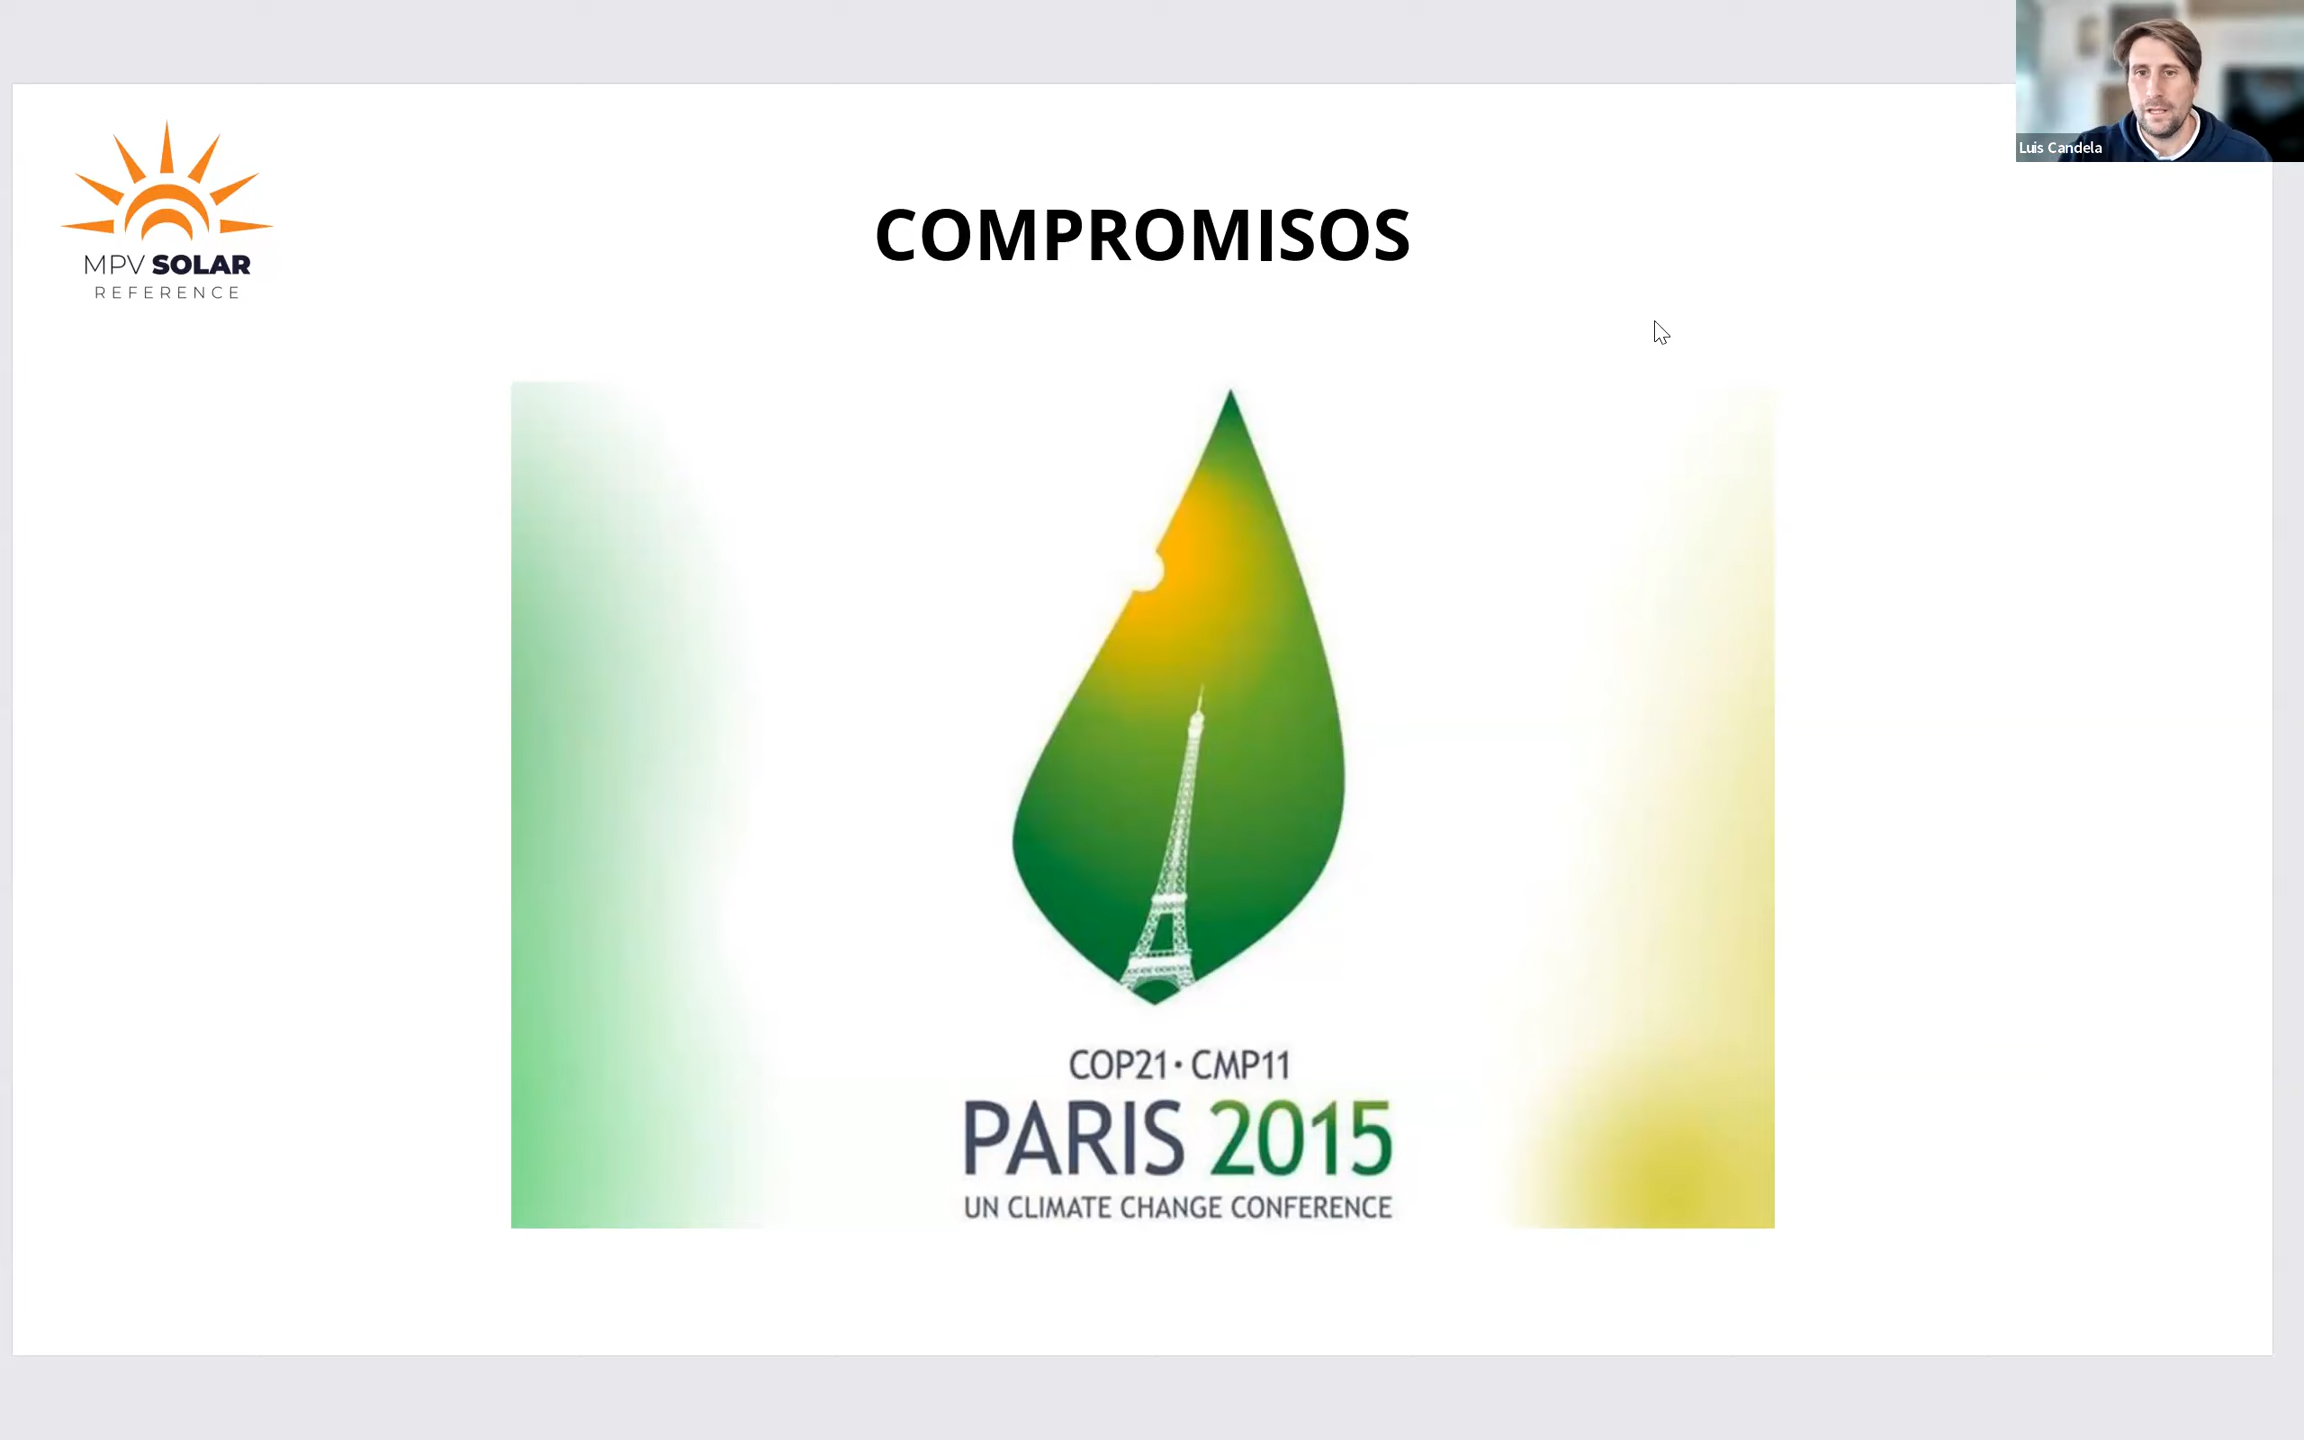 Luis Candela
MPV SOLAR
REFERENCE
COMPROMISOS
COP21 · CMP11
PARIS 2015
UN CLIMATE CHANGE CONFERENCE